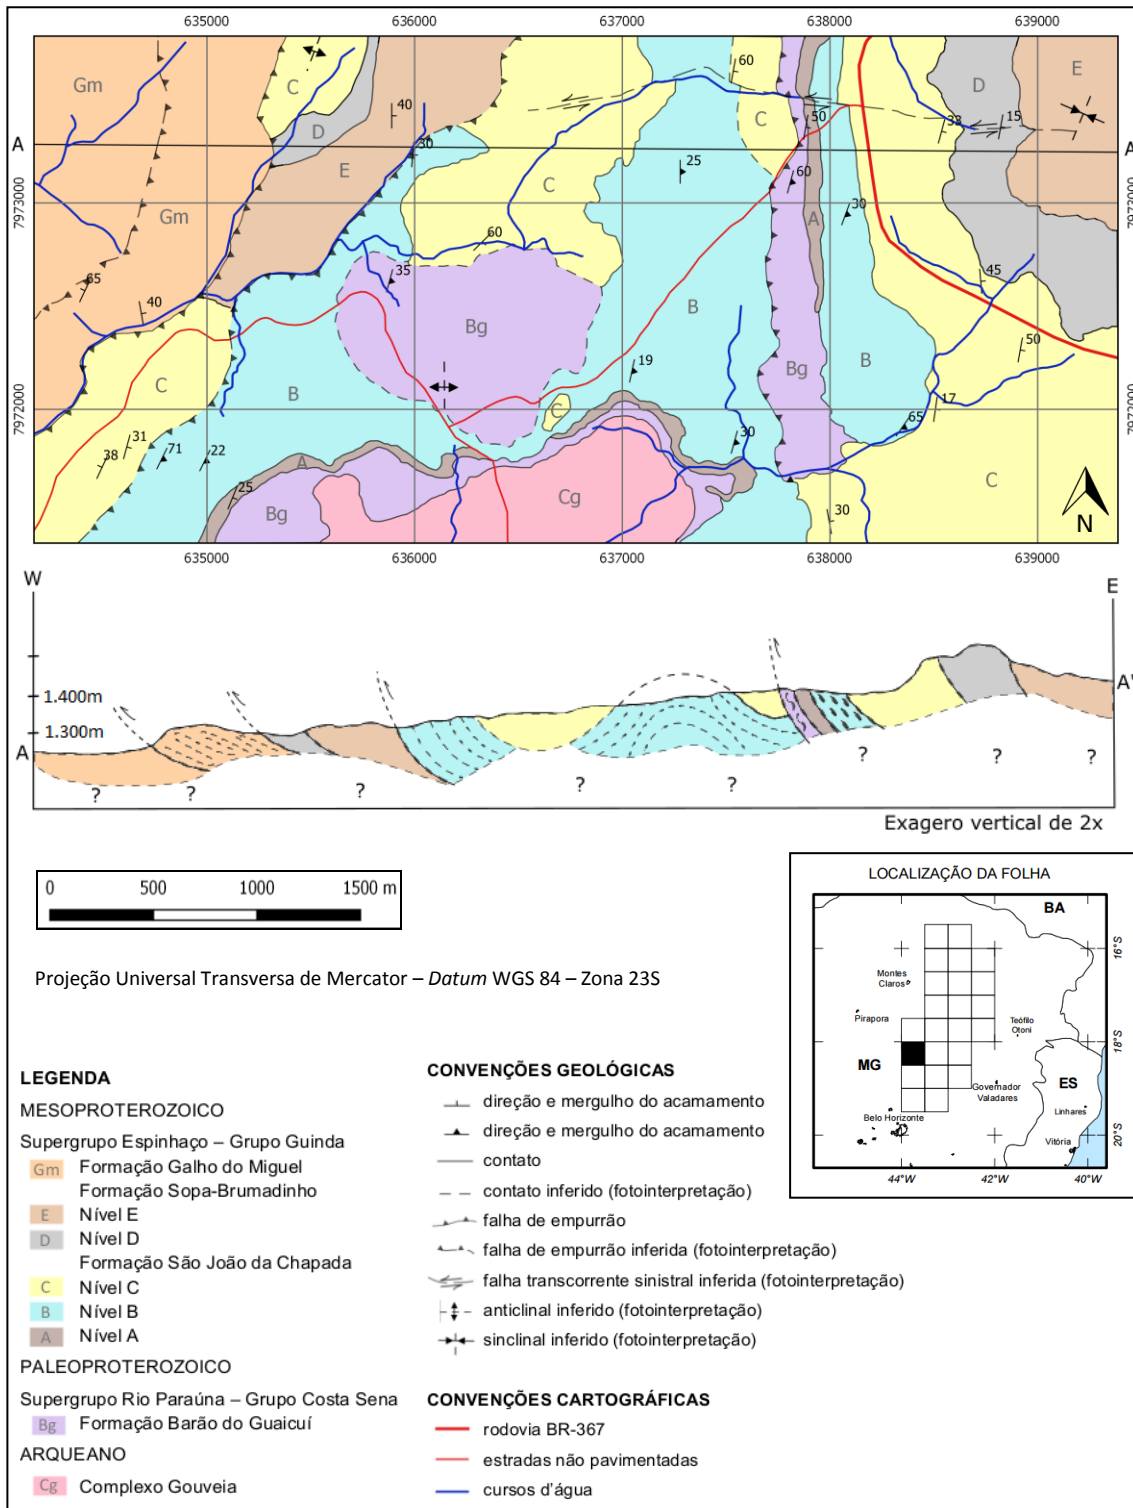 635000 636000 637000 638000 639000
Gm C D E
40 60 50 33 15
D C
A 30 E 25 A
7973000 Gm C 60 A 30 7973000
65 40 35 60 45
Bg B
C B 19 Bg B 50
7972000 C 17 7972000
31 71 22 30 65
38 A C
25 Bg Cg 30
N
635000 636000 637000 638000 639000
W E
1.400m A'
1.300m
A
? ? ? ? ? ? ? ?
Exagero vertical de 2x
0 500 1000 1500 m
LOCALIZAÇÃO DA FOLHA
BA
16°S
Montes
Claros
Pirapora
Teófilo
Otoni
18°S
MG
ES
Governador
Valadares
Linhares
Belo Horizonte
Vitória
20°S
44°W 42°W 40°W
Projeção Universal Transversa de Mercator – Datum WGS 84 – Zona 23S
LEGENDA
MESOPROTEROZOICO
Supergrupo Espinhaço – Grupo Guinda
Gm Formação Galho do Miguel
Formação Sopa-Brumadinho
E Nível E
D Nível D
Formação São João da Chapada
C Nível C
B Nível B
A Nível A
PALEOPROTEROZOICO
Supergrupo Rio Paraúna – Grupo Costa Sena
Bg Formação Barão do Guaicuí
ARQUEANO
Cg Complexo Gouveia
CONVENÇÕES GEOLÓGICAS
direção e mergulho do acamamento
direção e mergulho do acamamento
contato
contato inferido (fotointerpretação)
falha de empurrão
falha de empurrão inferida (fotointerpretação)
falha transcorrente sinistral inferida (fotointerpretação)
anticlinal inferido (fotointerpretação)
sinclinal inferido (fotointerpretação)
CONVENÇÕES CARTOGRÁFICAS
rodovia BR-367
estradas não pavimentadas
cursos d'água